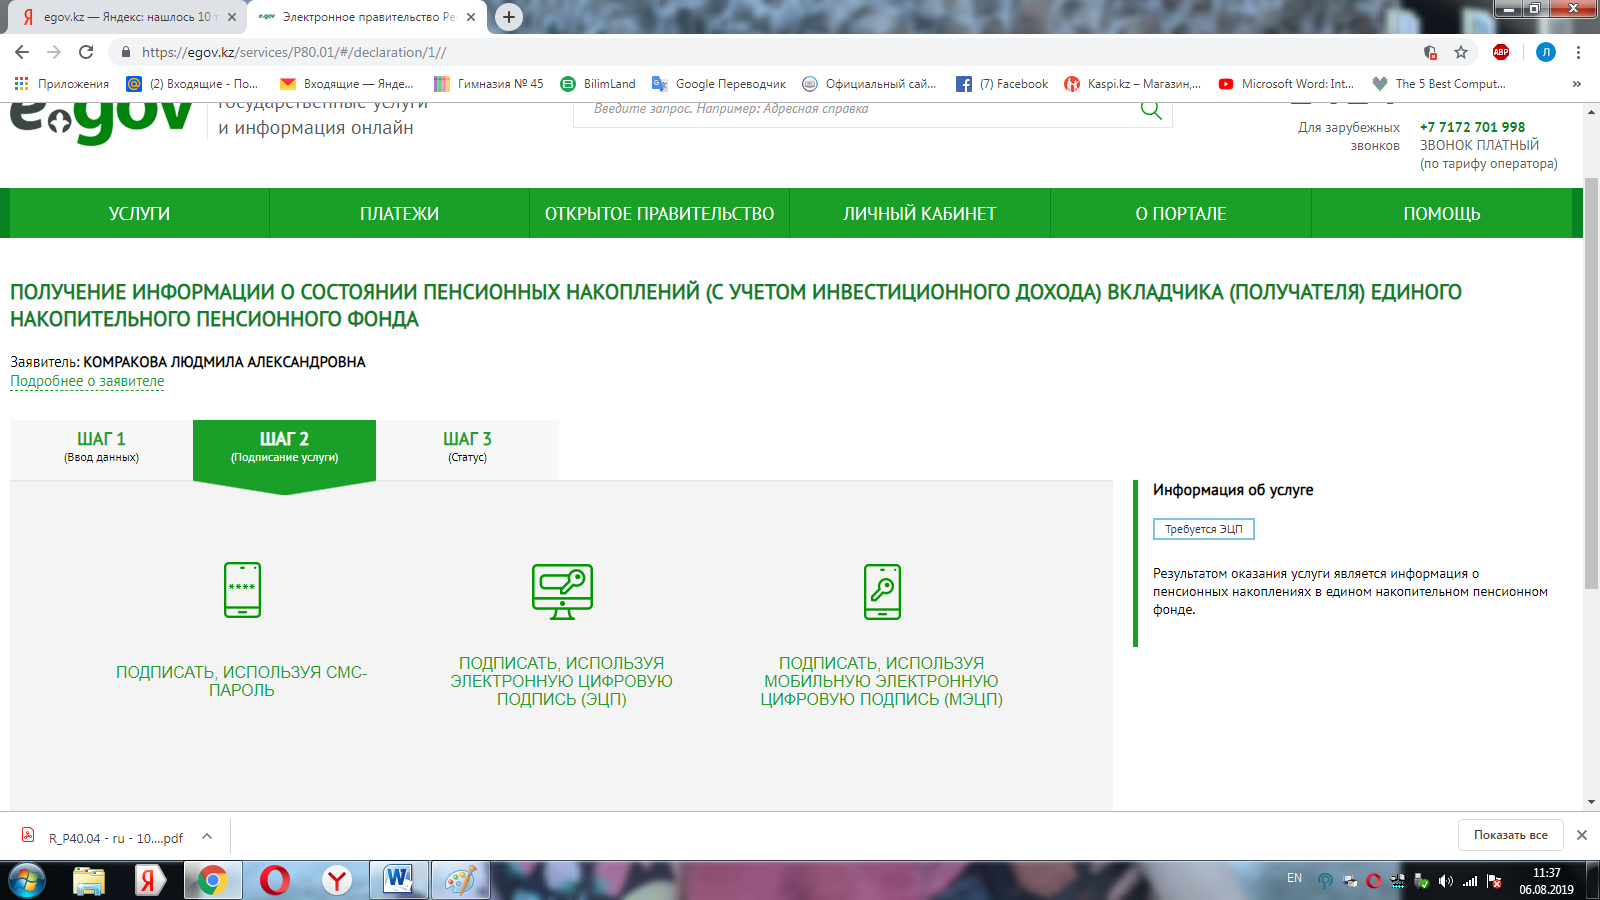 egov.kz — Яндекс: нашлось 10 т
Электронное правительство Ре
https://egov.kz/services/P80.01/#/declaration/1//
ABP
Л
Приложения
(2) Входящие - По...
Входящие — Янде...
Гимназия № 45
BilimLand
Google Переводчик
Официальный сай...
(7) Facebook
Kaspi.kz – Магазин,...
Microsoft Word: Int...
The 5 Best Comput...
»
e.gov
государственные услуги
и информация онлайн
Введите запрос. Например: Адресная справка
Для зарубежных
звонков
+7 7172 701 998
ЗВОНОК ПЛАТНЫЙ
(по тарифу оператора)
УСЛУГИ
ПЛАТЕЖИ
ОТКРЫТОЕ ПРАВИТЕЛЬСТВО
ЛИЧНЫЙ КАБИНЕТ
О ПОРТАЛЕ
ПОМОЩЬ
ПОЛУЧЕНИЕ ИНФОРМАЦИИ О СОСТОЯНИИ ПЕНСИОННЫХ НАКОПЛЕНИЙ (С УЧЕТОМ ИНВЕСТИЦИОННОГО ДОХОДА) ВКЛАДЧИКА (ПОЛУЧАТЕЛЯ) ЕДИНОГО
НАКОПИТЕЛЬНОГО ПЕНСИОННОГО ФОНДА
Заявитель: КОМРАКОВА ЛЮДМИЛА АЛЕКСАНДРОВНА
Подробнее о заявителе
ШАГ 1
(Ввод данных)
ШАГ 2
(Подписание услуги)
ШАГ 3
(Статус)
****
ПОДПИСАТЬ, ИСПОЛЬЗУЯ СМС-
ПАРОЛЬ
ПОДПИСАТЬ, ИСПОЛЬЗУЯ
ЭЛЕКТРОННУЮ ЦИФРОВУЮ
ПОДПИСЬ (ЭЦП)
ПОДПИСАТЬ, ИСПОЛЬЗУЯ
МОБИЛЬНУЮ ЭЛЕКТРОННУЮ
ЦИФРОВУЮ ПОДПИСЬ (МЭЦП)
Информация об услуге
Требуется ЭЦП
Результатом оказания услуги является информация о
пенсионных накоплениях в едином накопительном пенсионном
фонде.
R_P40.04 - ru - 10....pdf
Показать все
EN
11:37
06.08.2019